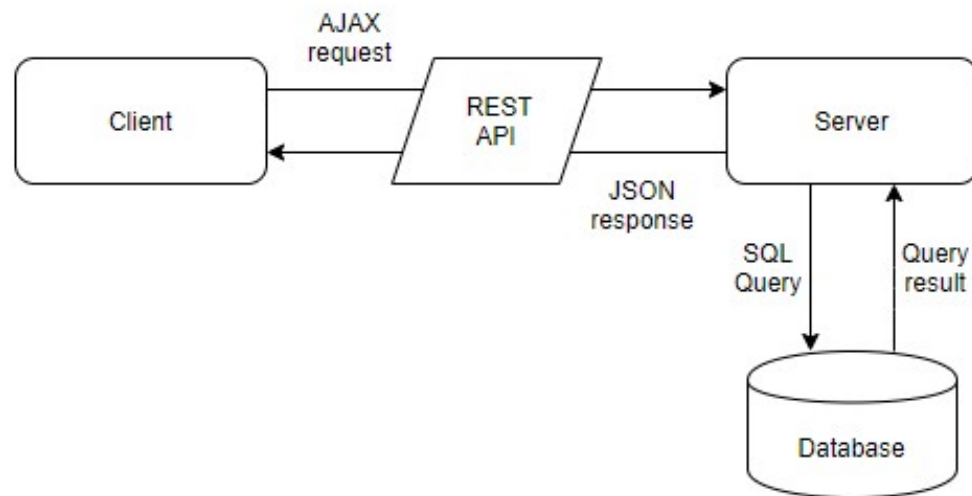 AJAX
request
Client
REST
API
Server
JSON
response
SQL
Query
Query
result
Database